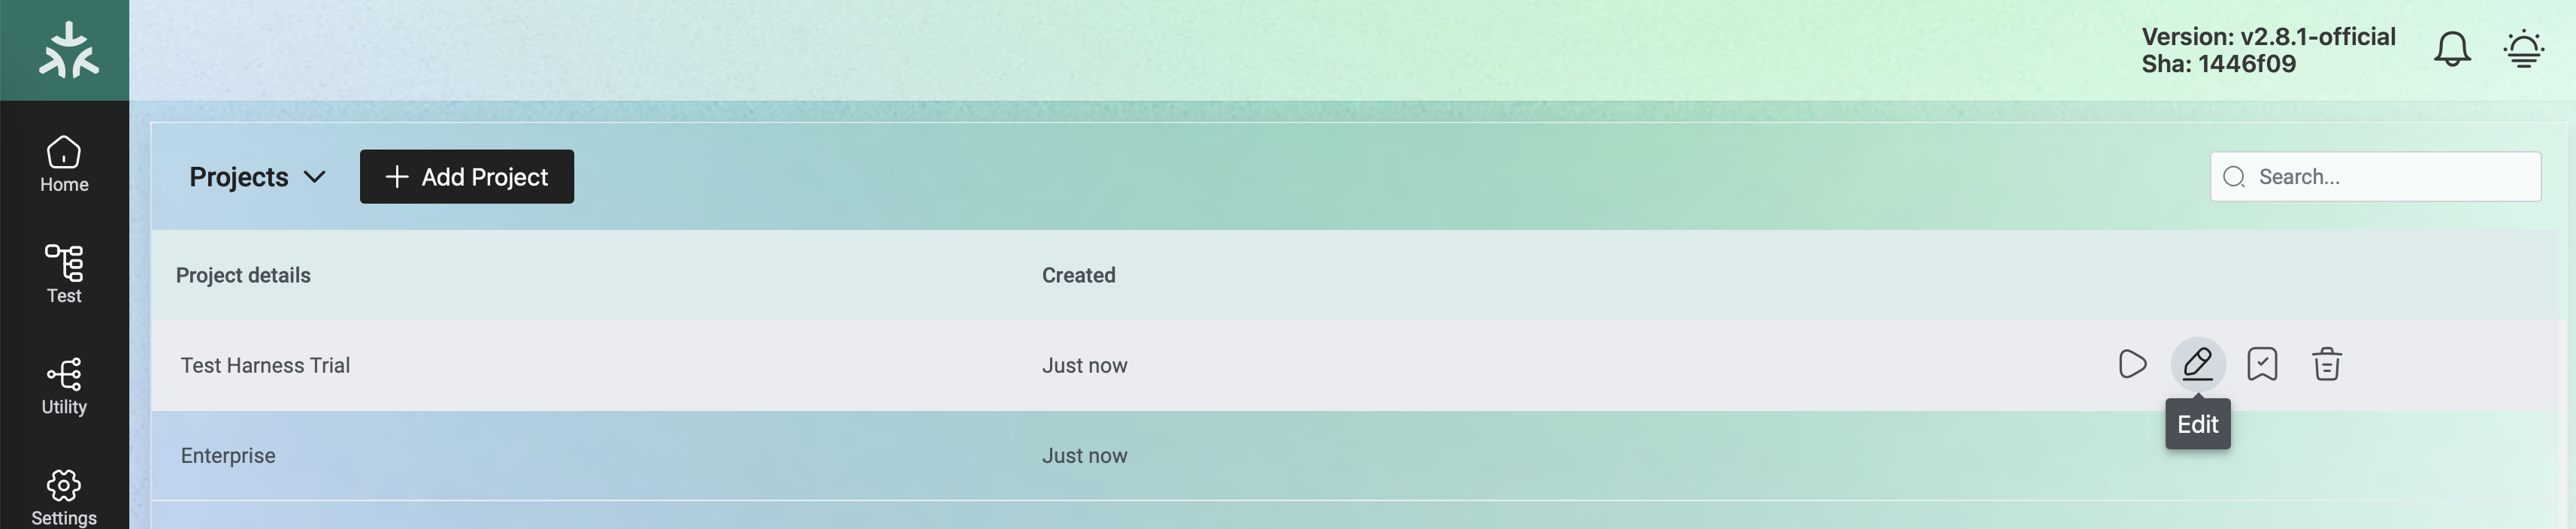 Version: v2.8.1-official
Sha: 1446f09
Home
Test
Utility
Settings
Projects
Add Project
Search...
Project details Created
Test Harness Trial Just now
Edit
Enterprise Just now